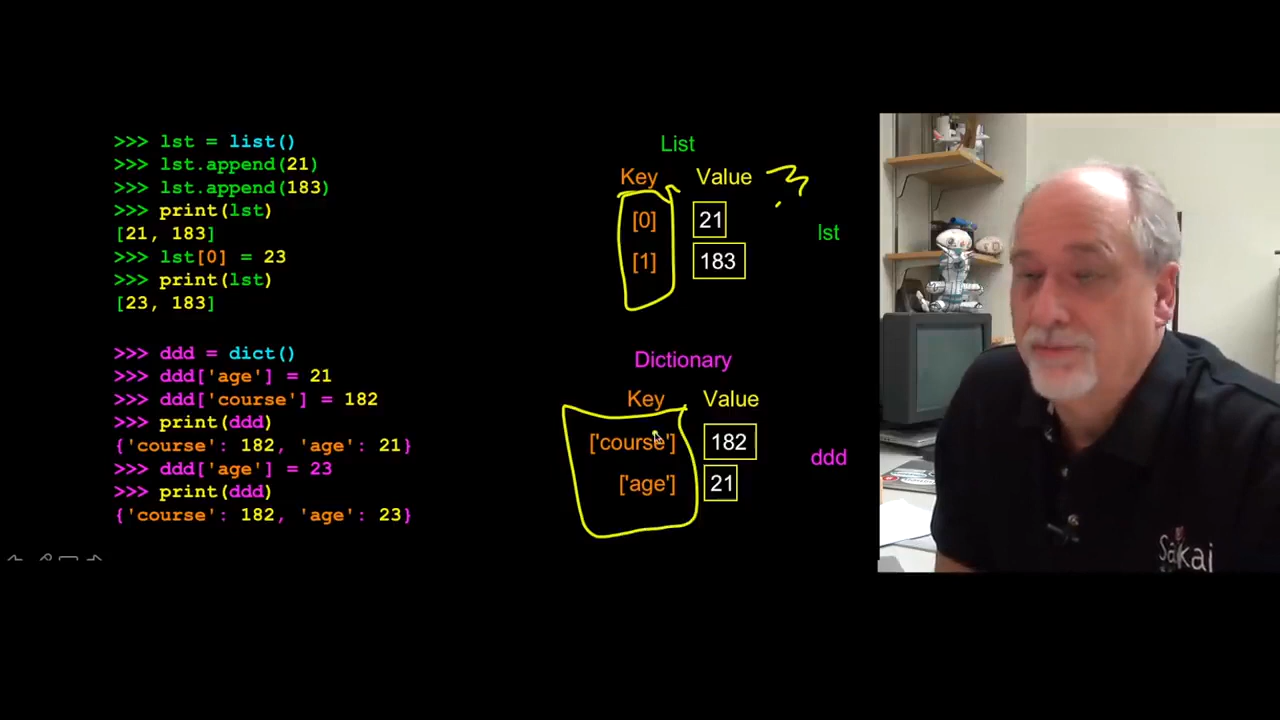 >>> lst = list()
>>> lst.append(21)
>>> lst.append(183)
>>> print(lst)
[21, 183]
>>> lst[0] = 23
>>> print(lst)
[23, 183]
>>> ddd = dict()
>>> ddd['age'] = 21
>>> ddd['course'] = 182
>>> print(ddd)
{'course': 182, 'age': 21}
>>> ddd['age'] = 23
>>> print(ddd)
{'course': 182, 'age': 23}
List
Key Value
[0] 21
[1] 183
lst
Dictionary
Key Value
['course'] 182
['age'] 21
ddd
Sakai